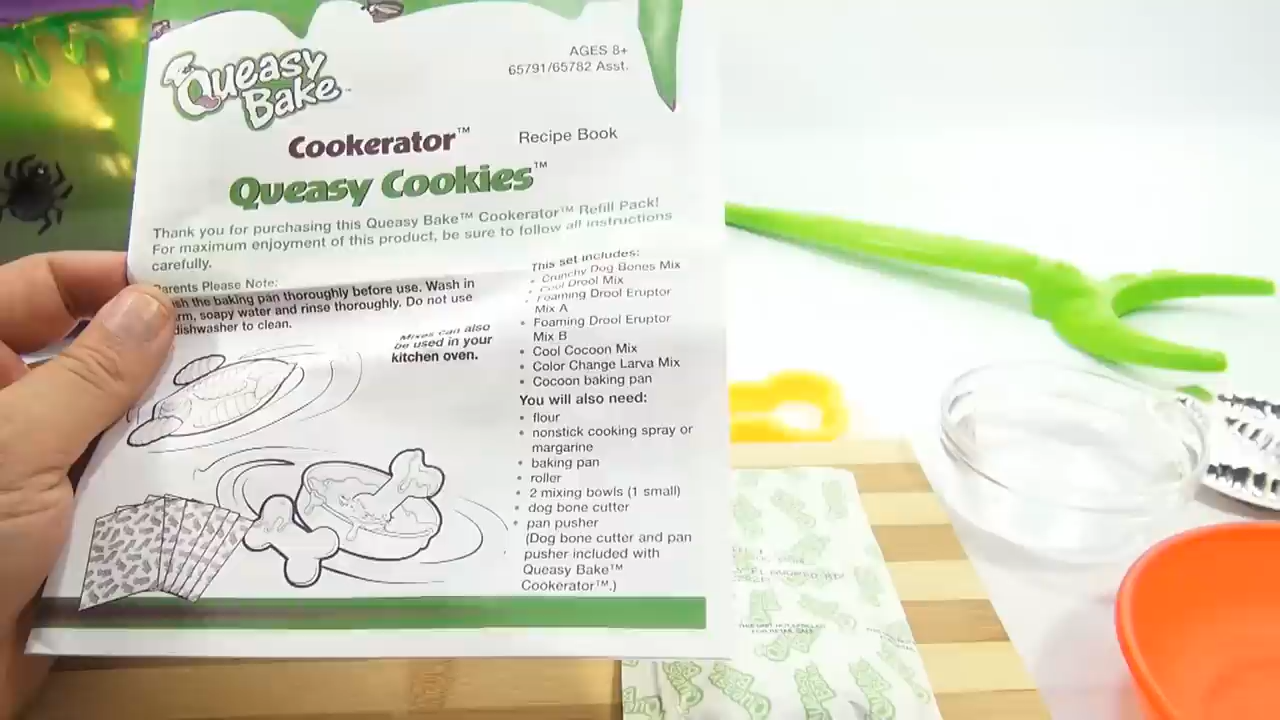 Queasy
Bake™
AGES 8+
65791/65782 Asst.
Cookerator™
Recipe Book
Queasy Cookies™
Thank you for purchasing this Queasy Bake™ Cookerator™ Refill Pack!
For maximum enjoyment of this product, be sure to follow all instructions
carefully.
Parents Please Note:
the baking pan thoroughly before use. Wash in
soapy water and rinse thoroughly. Do not use
dishwasher to clean.
Mixes can also
be used in your
kitchen oven.
This set includes:
• Crunchy Dog Bones Mix
• Cool Drool Mix
• Foaming Drool Eruptor
Mix A
• Foaming Drool Eruptor
Mix B
• Cool Cocoon Mix
• Color Change Larva Mix
• Cocoon baking pan
You will also need:
• flour
• nonstick cooking spray or
margarine
• baking pan
• roller
• 2 mixing bowls (1 small)
• dog bone cutter
• pan pusher
(Dog bone cutter and pan
pusher included with
Queasy Bake™
Cookerator™.)